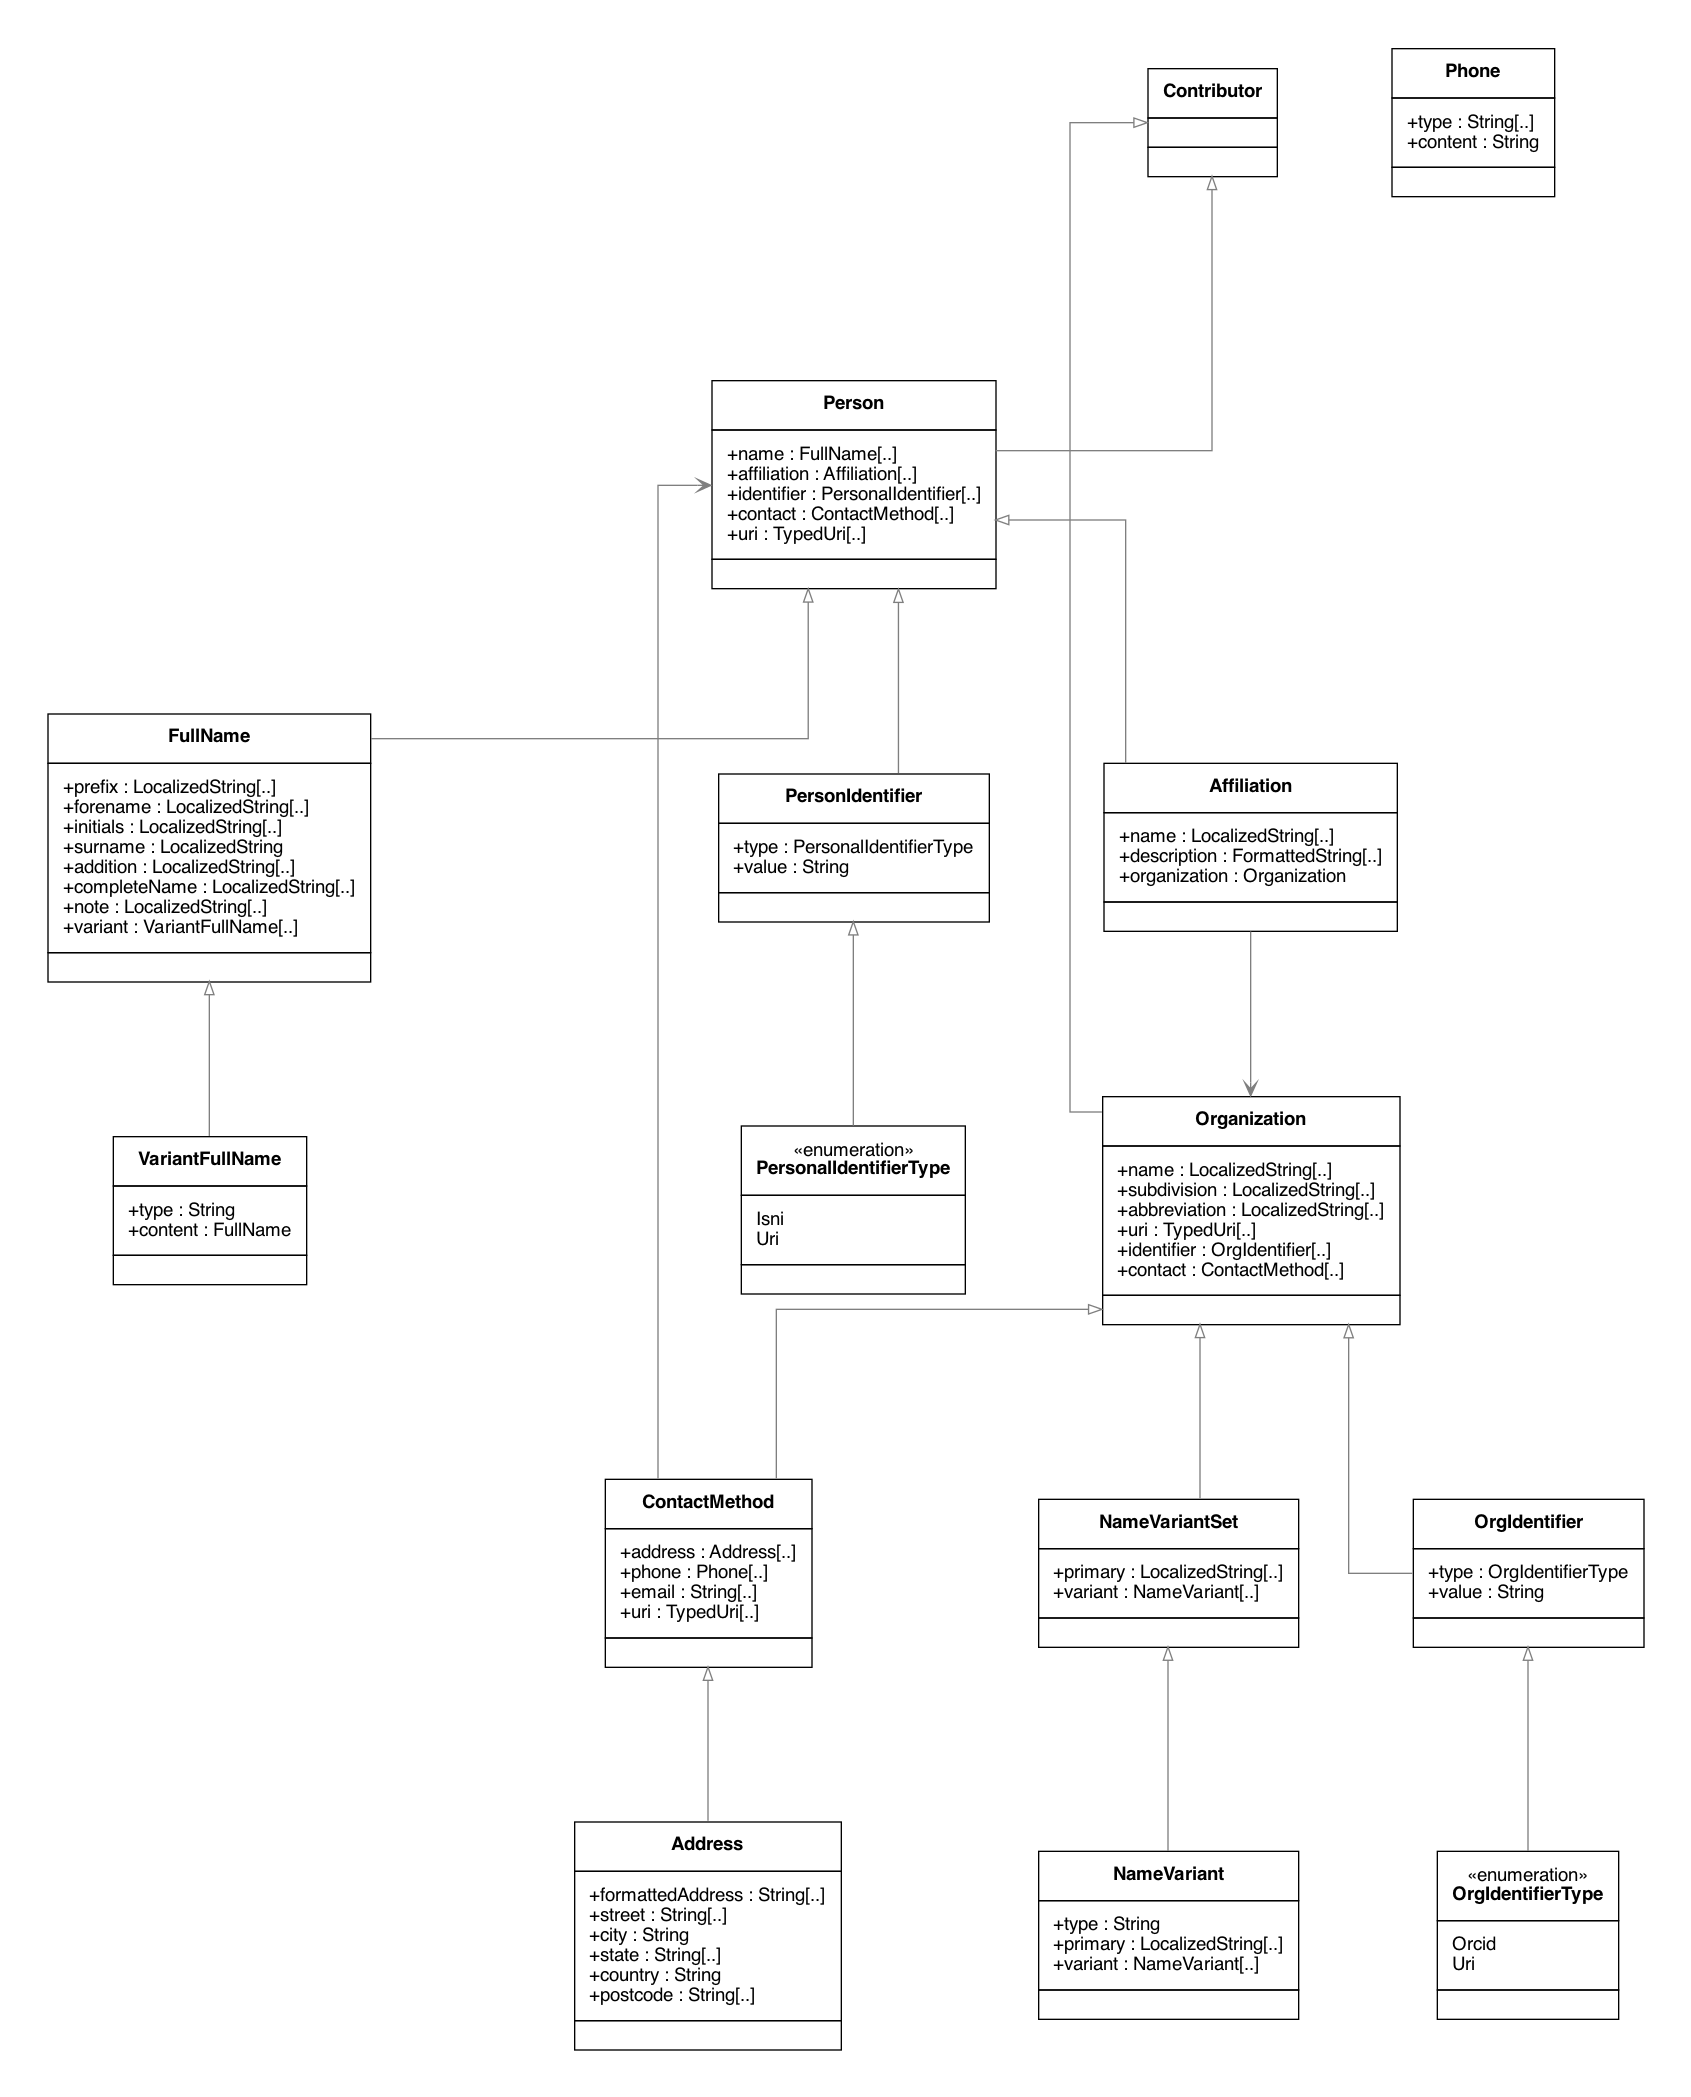 Contributor
Phone
+type : String[..]
+content : String
Person
+name : FullName[..]
+affiliation : Affiliation[..]
+identifier : PersonalIdentifier[..]
+contact : ContactMethod[..]
+uri : TypedUri[..]
FullName
+prefix : LocalizedString[..]
+forename : LocalizedString[..]
+initials : LocalizedString[..]
+surname : LocalizedString
+addition : LocalizedString[..]
+completeName : LocalizedString[..]
+note : LocalizedString[..]
+variant : VariantFullName[..]
PersonIdentifier
+type : PersonalIdentifierType
+value : String
Affiliation
+name : LocalizedString[..]
+description : FormattedString[..]
+organization : Organization
VariantFullName
+type : String
+content : FullName
«enumeration»
PersonalIdentifierType
Isni
Uri
Organization
+name : LocalizedString[..]
+subdivision : LocalizedString[..]
+abbreviation : LocalizedString[..]
+uri : TypedUri[..]
+identifier : OrgIdentifier[..]
+contact : ContactMethod[..]
ContactMethod
+address : Address[..]
+phone : Phone[..]
+email : String[..]
+uri : TypedUri[..]
NameVariantSet
+primary : LocalizedString[..]
+variant : NameVariant[..]
OrgIdentifier
+type : OrgIdentifierType
+value : String
Address
+formattedAddress : String[..]
+street : String[..]
+city : String
+state : String[..]
+country : String
+postcode : String[..]
NameVariant
+type : String
+primary : LocalizedString[..]
+variant : NameVariant[..]
«enumeration»
OrgIdentifierType
Orcid
Uri